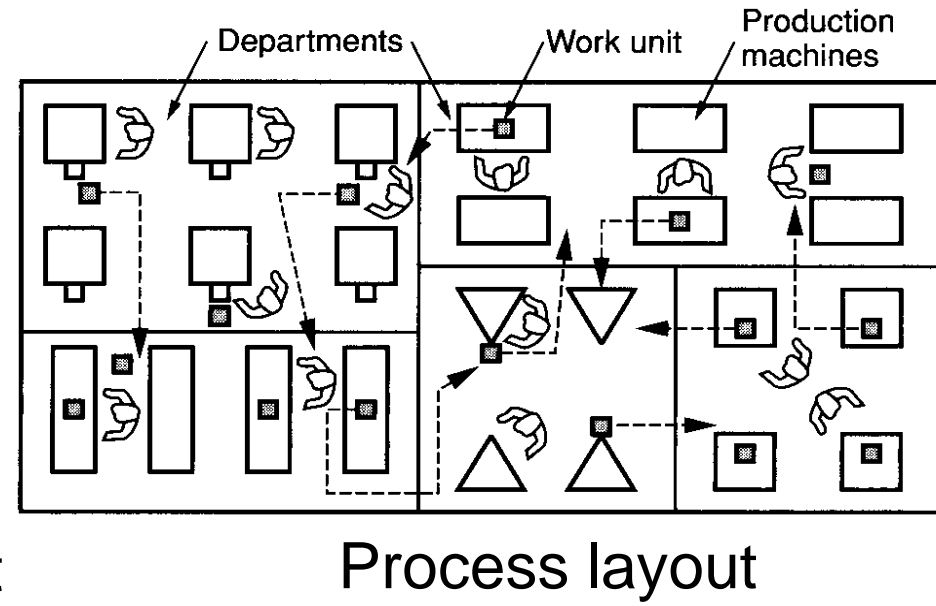 Departments
Work unit
Production
machines
Process layout